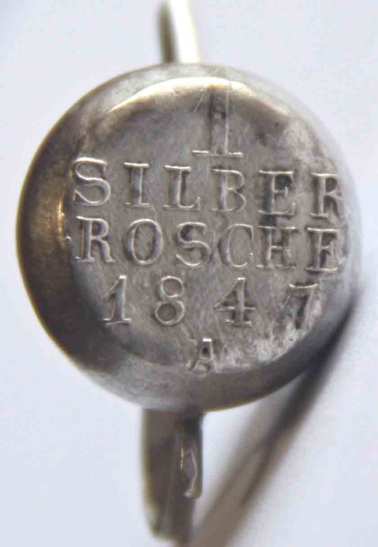 1
SILBER
ROSCHE
1847
A